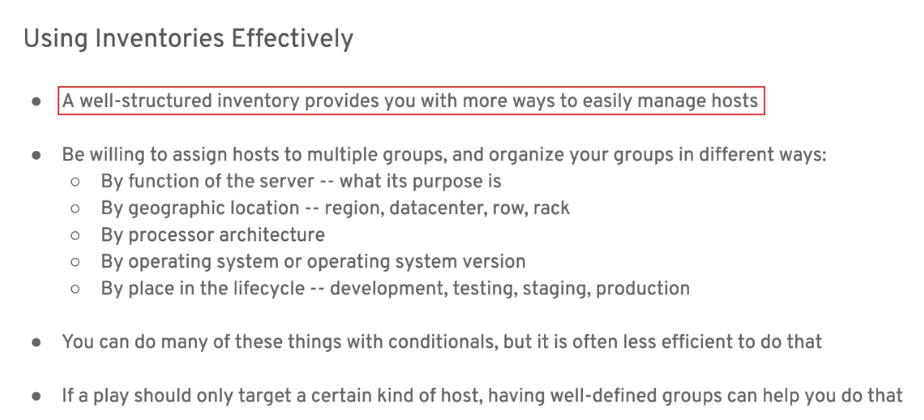 Using Inventories Effectively
● A well-structured inventory provides you with more ways to easily manage hosts
● Be willing to assign hosts to multiple groups, and organize your groups in different ways:
○ By function of the server -- what its purpose is
○ By geographic location -- region, datacenter, row, rack
○ By processor architecture
○ By operating system or operating system version
○ By place in the lifecycle -- development, testing, staging, production
● You can do many of these things with conditionals, but it is often less efficient to do that
● If a play should only target a certain kind of host, having well-defined groups can help you do that